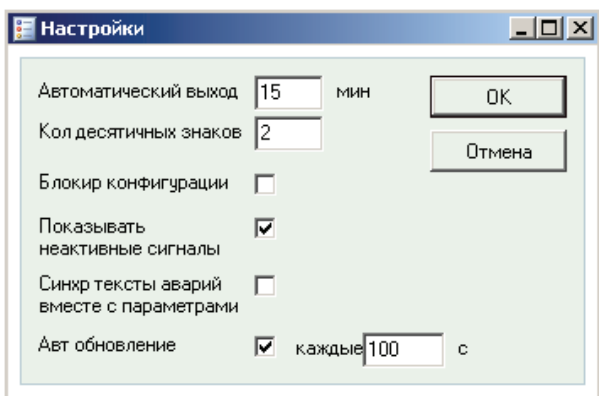 Настройки
Автоматический выход 15 мин OK
Кол десятичных знаков 2
Отмена
Блокир конфигурации
Показывать
неактивные сигналы
Синхр тексты аварий
вместе с параметрами
Авт обновление каждые 100 с